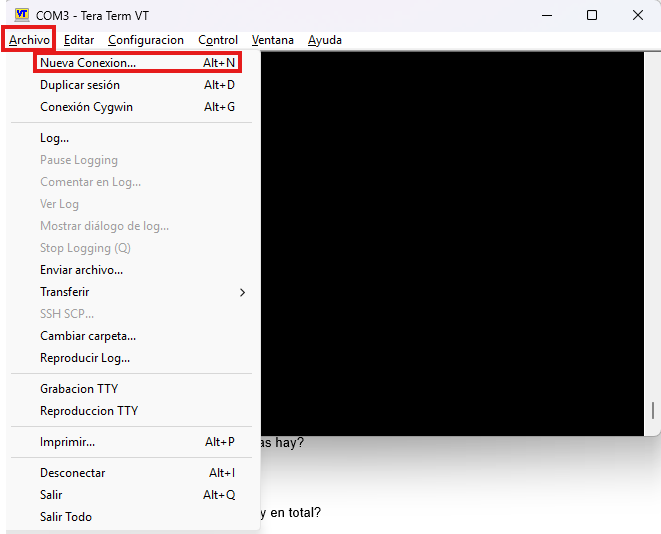 COM3 - Tera Term VT
Archivo Editar Configuracion Control Ventana Ayuda
Nueva Conexion... Alt+N
Duplicar sesión Alt+D
Conexión Cygwin Alt+G
Log...
Pause Logging
Comentar en Log...
Ver Log
Mostrar diálogo de log...
Stop Logging (Q)
Enviar archivo...
Transferir
SSH SCP...
Cambiar carpeta...
Reproducir Log...
Grabacion TTY
Reproduccion TTY
Imprimir... Alt+P
as hay?
Desconectar Alt+I
Salir Alt+Q
y en total?
Salir Todo